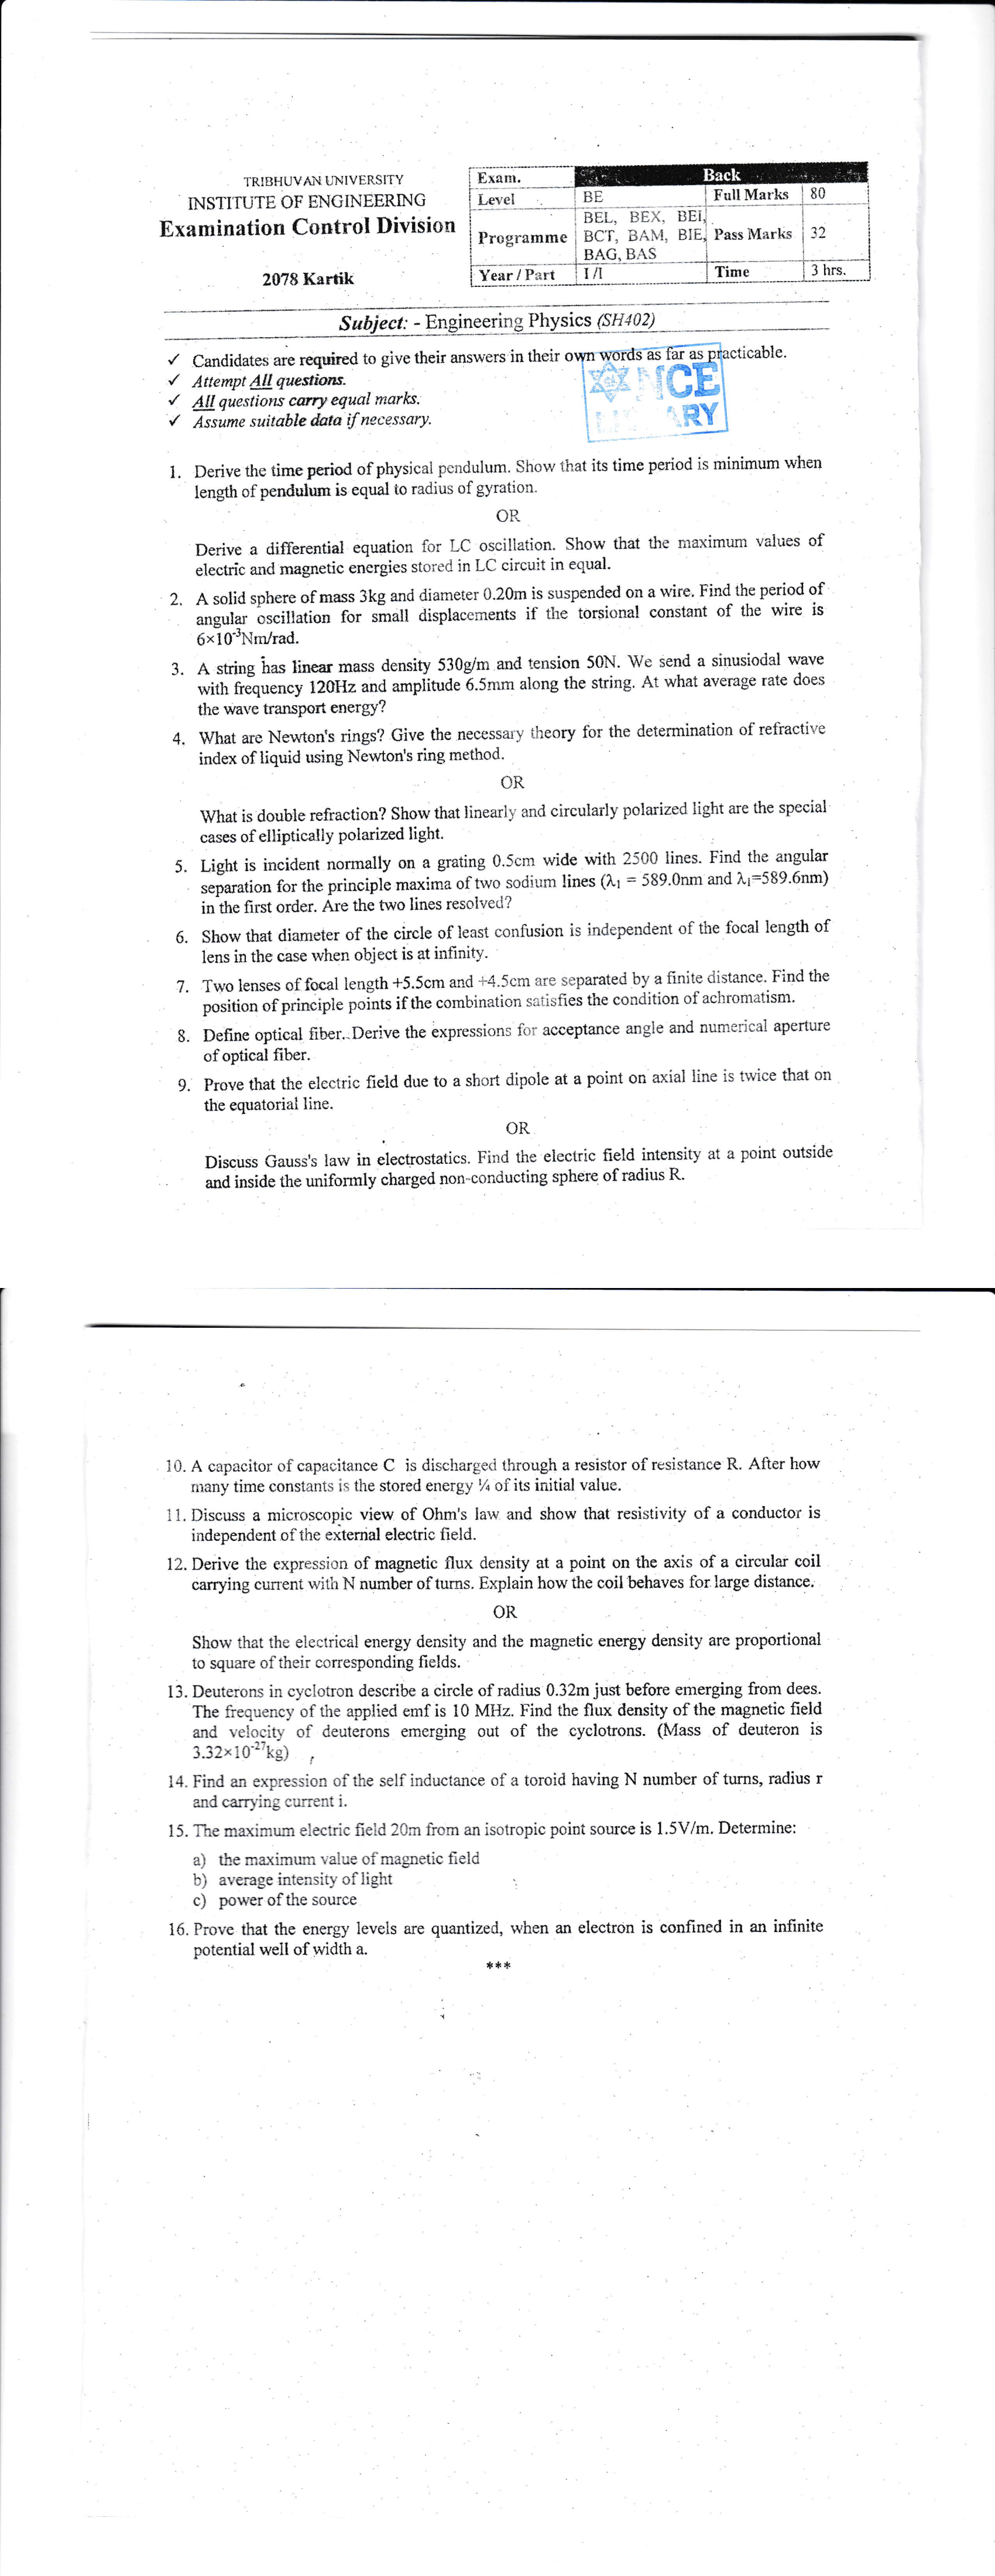 TRIBHUVAN UNIVERSITY
INSTITUTE OF ENGINEERING
Examination Control Division
2078 Kartik
Exam. Back
Level BE Full Marks 80
Programme BEL, BEX, BEI, BCT, BAM, BIE, BAG, BAS Pass Marks 32
Year / Part I /I Time 3 hrs.
Subject: - Engineering Physics (SH402)
✓ Candidates are required to give their answers in their own words as far as practicable.
✓ Attempt All questions.
✓ All questions carry equal marks.
✓ Assume suitable data if necessary.
NCE
ARY
1. Derive the time period of physical pendulum. Show that its time period is minimum when
length of pendulum is equal to radius of gyration.
OR
Derive a differential equation for LC oscillation. Show that the maximum values of
electric and magnetic energies stored in LC circuit in equal.
2. A solid sphere of mass 3kg and diameter 0.20m is suspended on a wire. Find the period of
angular oscillation for small displacements if the torsional constant of the wire is
6×10⁻³Nm/rad.
3. A string has linear mass density 530g/m and tension 50N. We send a sinusiodal wave
with frequency 120Hz and amplitude 6.5mm along the string. At what average rate does
the wave transport energy?
4. What are Newton's rings? Give the necessary theory for the determination of refractive
index of liquid using Newton's ring method.
OR
What is double refraction? Show that linearly and circularly polarized light are the special
cases of elliptically polarized light.
5. Light is incident normally on a grating 0.5cm wide with 2500 lines. Find the angular
separation for the principle maxima of two sodium lines (λ₁ = 589.0nm and λ₁=589.6nm)
in the first order. Are the two lines resolved?
6. Show that diameter of the circle of least confusion is independent of the focal length of
lens in the case when object is at infinity.
7. Two lenses of focal length +5.5cm and +4.5cm are separated by a finite distance. Find the
position of principle points if the combination satisfies the condition of achromatism.
8. Define optical fiber. Derive the expressions for acceptance angle and numerical aperture
of optical fiber.
9. Prove that the electric field due to a short dipole at a point on axial line is twice that on
the equatorial line.
OR
Discuss Gauss's law in electrostatics. Find the electric field intensity at a point outside
and inside the uniformly charged non-conducting sphere of radius R.
10. A capacitor of capacitance C is discharged through a resistor of resistance R. After how
many time constants is the stored energy ¼ of its initial value.
11. Discuss a microscopic view of Ohm's law and show that resistivity of a conductor is
independent of the external electric field.
12. Derive the expression of magnetic flux density at a point on the axis of a circular coil
carrying current with N number of turns. Explain how the coil behaves for large distance.
OR
Show that the electrical energy density and the magnetic energy density are proportional
to square of their corresponding fields.
13. Deuterons in cyclotron describe a circle of radius 0.32m just before emerging from dees.
The frequency of the applied emf is 10 MHz. Find the flux density of the magnetic field
and velocity of deuterons emerging out of the cyclotrons. (Mass of deuteron is
3.32×10⁻²⁷kg)
14. Find an expression of the self inductance of a toroid having N number of turns, radius r
and carrying current i.
15. The maximum electric field 20m from an isotropic point source is 1.5V/m. Determine:
a) the maximum value of magnetic field
b) average intensity of light
c) power of the source
16. Prove that the energy levels are quantized, when an electron is confined in an infinite
potential well of width a.
***